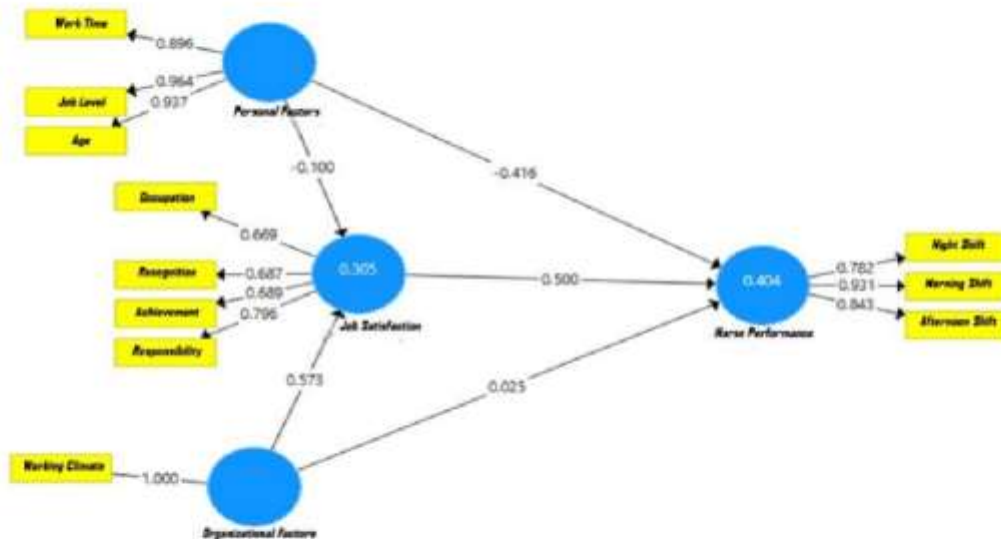 Work Time
0.896
Job Level
0.964
0.937
Age
Personal Factors
-0.100
-0.416
Occupation
0.669
Recognition
0.687
Achievement
0.689
0.796
Responsibility
0.305
Job Satisfaction
0.500
0.404
Nurse Performance
Night Shift
0.782
Morning Shift
0.931
0.843
Afternoon Shift
0.573
0.025
Working Climate
1.000
Organizational Factors